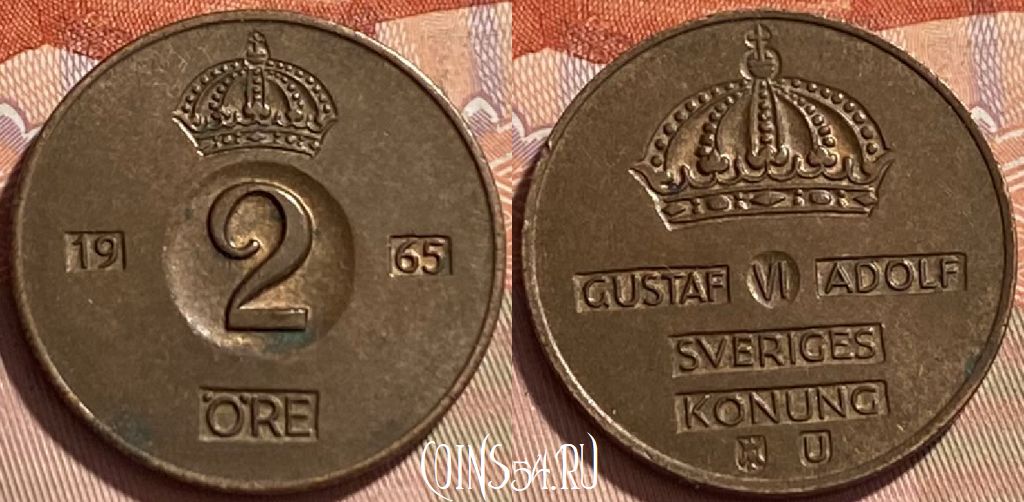 19 2 65
ÖRE
GUSTAF VI ADOLF
SVERIGES
KONUNG
U
COINS54.RU